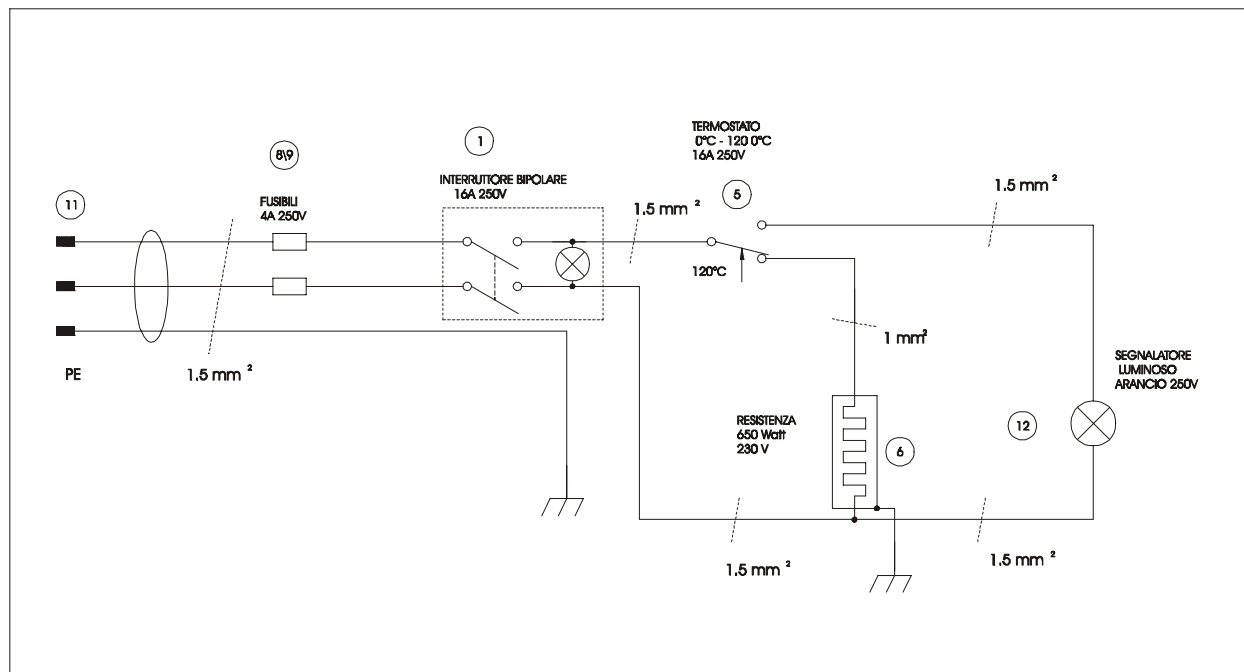 TERMOSTATO
0°C - 120 0°C
16A 250V
1
8\9
INTERRUTTORE BIPOLARE
16A 250V
5
1.5 mm ²
11
FUSIBILI
4A 250V
1.5 mm ²
120°C
1 mm²
PE
1.5 mm ²
SEGNALATORE
LUMINOSO
ARANCIO 250V
RESISTENZA
650 Watt
230 V
12
6
1.5 mm ²
1.5 mm ²